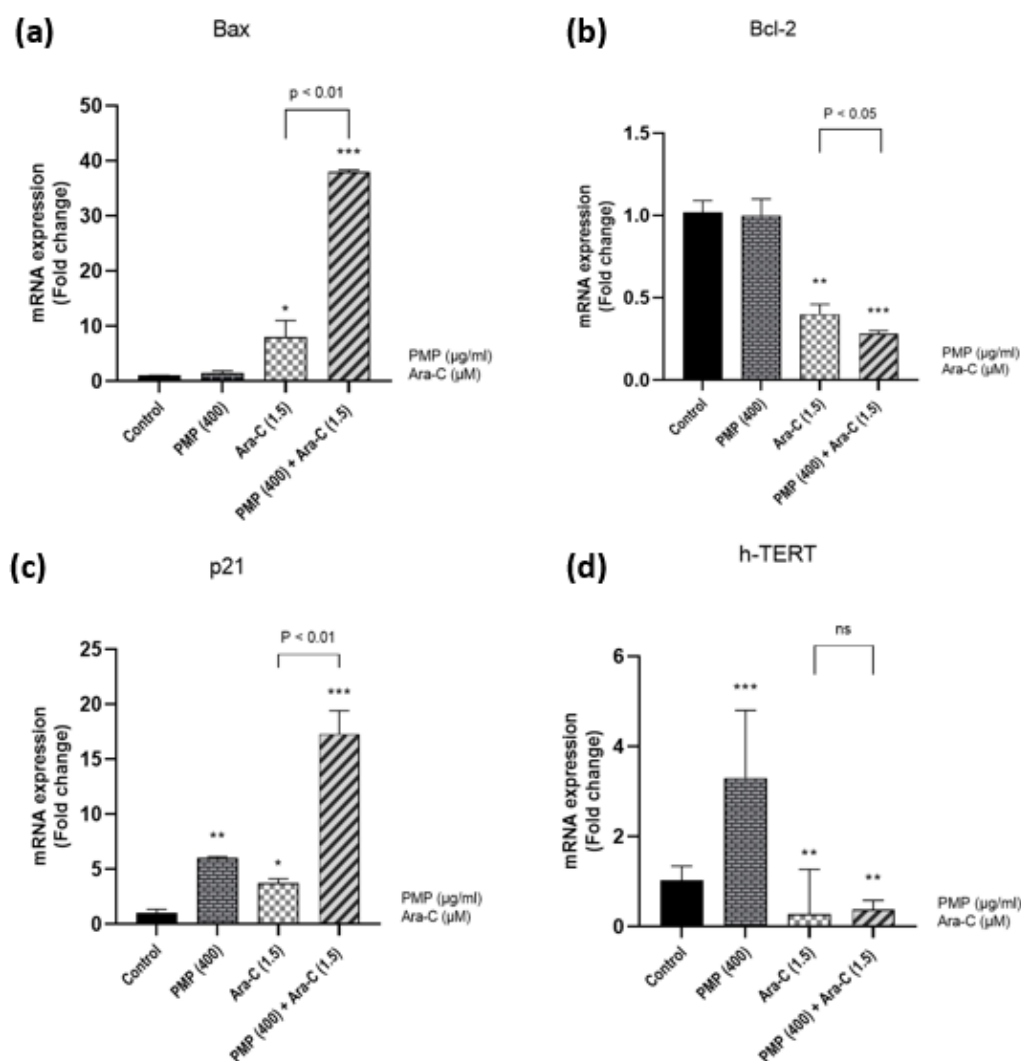 (a)
Bax
p < 0.01
***
*
mRNA expression
(Fold change)
50
40
30
20
10
0
PMP (µg/ml)
Ara-C (µM)
Control
PMP (400)
Ara-C (1.5)
PMP (400) + Ara-C (1.5)
(b)
Bcl-2
P < 0.05
**
***
mRNA expression
(Fold change)
1.5
1.0
0.5
0.0
PMP (µg/ml)
Ara-C (µM)
Control
PMP (400)
Ara-C (1.5)
PMP (400) + Ara-C (1.5)
(c)
p21
P < 0.01
***
**
*
mRNA expression
(Fold change)
25
20
15
10
5
0
PMP (µg/ml)
Ara-C (µM)
Control
PMP (400)
Ara-C (1.5)
PMP (400) + Ara-C (1.5)
(d)
h-TERT
ns
***
**
**
mRNA expression
(Fold change)
6
4
2
0
PMP (µg/ml)
Ara-C (µM)
Control
PMP (400)
Ara-C (1.5)
PMP (400) + Ara-C (1.5)